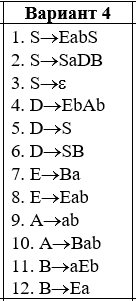 Вариант 4
1. S→EabS
2. S→SaDB
3. S→ε
4. D→EbAb
5. D→S
6. D→SB
7. E→Ba
8. E→Eab
9. A→ab
10. A→Bab
11. B→aEb
12. B→Ea